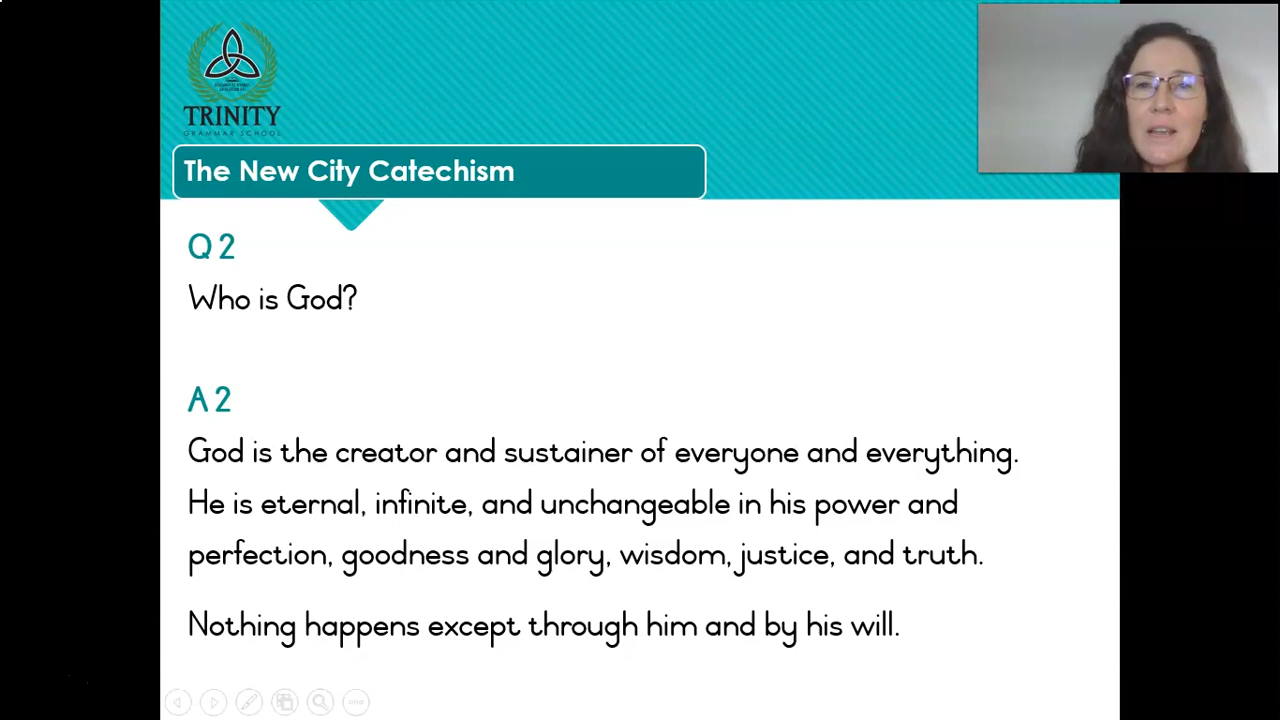 TRINITY
GRAMMAR SCHOOL
The New City Catechism
Q 2
Who is God?
A 2
God is the creator and sustainer of everyone and everything.
He is eternal, infinite, and unchangeable in his power and
perfection, goodness and glory, wisdom, justice, and truth.
Nothing happens except through him and by his will.